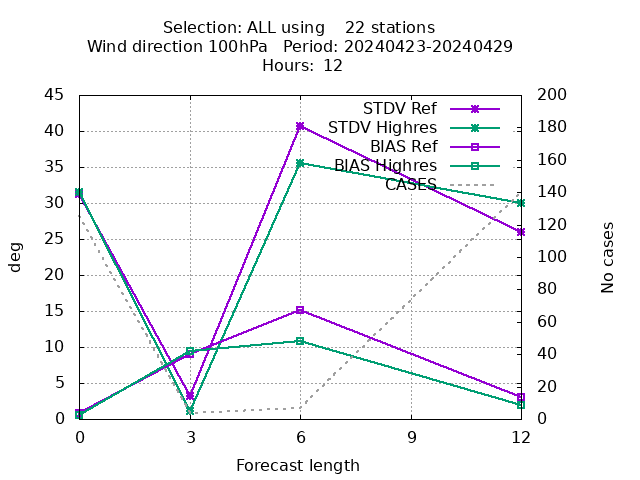 Selection: ALL using    22 stations
Wind direction 100hPa   Period: 20240423-20240429
Hours:  12
45
40
35
30
25
20
15
10
5
0
deg
STDV Ref
STDV Highres
BIAS Ref
BIAS Highres
CASES
200
180
160
140
120
100
80
60
40
20
0
No cases
0
3
6
9
12
Forecast length